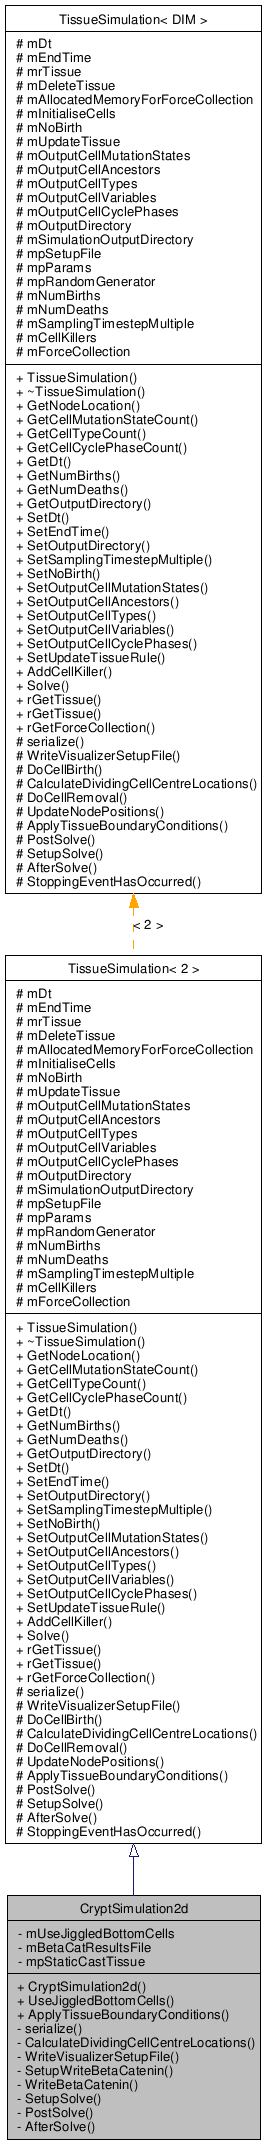 TissueSimulation< DIM >
# mDt
# mEndTime
# mrTissue
# mDeleteTissue
# mAllocatedMemoryForForceCollection
# mInitialiseCells
# mNoBirth
# mUpdateTissue
# mOutputCellMutationStates
# mOutputCellAncestors
# mOutputCellTypes
# mOutputCellVariables
# mOutputCellCyclePhases
# mOutputDirectory
# mSimulationOutputDirectory
# mpSetupFile
# mpParams
# mpRandomGenerator
# mNumBirths
# mNumDeaths
# mSamplingTimestepMultiple
# mCellKillers
# mForceCollection
+ TissueSimulation()
+ ~TissueSimulation()
+ GetNodeLocation()
+ GetCellMutationStateCount()
+ GetCellTypeCount()
+ GetCellCyclePhaseCount()
+ GetDt()
+ GetNumBirths()
+ GetNumDeaths()
+ GetOutputDirectory()
+ SetDt()
+ SetEndTime()
+ SetOutputDirectory()
+ SetSamplingTimestepMultiple()
+ SetNoBirth()
+ SetOutputCellMutationStates()
+ SetOutputCellAncestors()
+ SetOutputCellTypes()
+ SetOutputCellVariables()
+ SetOutputCellCyclePhases()
+ SetUpdateTissueRule()
+ AddCellKiller()
+ Solve()
+ rGetTissue()
+ rGetTissue()
+ rGetForceCollection()
# serialize()
# WriteVisualizerSetupFile()
# DoCellBirth()
# CalculateDividingCellCentreLocations()
# DoCellRemoval()
# UpdateNodePositions()
# ApplyTissueBoundaryConditions()
# PostSolve()
# SetupSolve()
# AfterSolve()
# StoppingEventHasOccurred()
< 2 >
TissueSimulation< 2 >
# mDt
# mEndTime
# mrTissue
# mDeleteTissue
# mAllocatedMemoryForForceCollection
# mInitialiseCells
# mNoBirth
# mUpdateTissue
# mOutputCellMutationStates
# mOutputCellAncestors
# mOutputCellTypes
# mOutputCellVariables
# mOutputCellCyclePhases
# mOutputDirectory
# mSimulationOutputDirectory
# mpSetupFile
# mpParams
# mpRandomGenerator
# mNumBirths
# mNumDeaths
# mSamplingTimestepMultiple
# mCellKillers
# mForceCollection
+ TissueSimulation()
+ ~TissueSimulation()
+ GetNodeLocation()
+ GetCellMutationStateCount()
+ GetCellTypeCount()
+ GetCellCyclePhaseCount()
+ GetDt()
+ GetNumBirths()
+ GetNumDeaths()
+ GetOutputDirectory()
+ SetDt()
+ SetEndTime()
+ SetOutputDirectory()
+ SetSamplingTimestepMultiple()
+ SetNoBirth()
+ SetOutputCellMutationStates()
+ SetOutputCellAncestors()
+ SetOutputCellTypes()
+ SetOutputCellVariables()
+ SetOutputCellCyclePhases()
+ SetUpdateTissueRule()
+ AddCellKiller()
+ Solve()
+ rGetTissue()
+ rGetTissue()
+ rGetForceCollection()
# serialize()
# WriteVisualizerSetupFile()
# DoCellBirth()
# CalculateDividingCellCentreLocations()
# DoCellRemoval()
# UpdateNodePositions()
# ApplyTissueBoundaryConditions()
# PostSolve()
# SetupSolve()
# AfterSolve()
# StoppingEventHasOccurred()
CryptSimulation2d
- mUseJiggledBottomCells
- mBetaCatResultsFile
- mpStaticCastTissue
+ CryptSimulation2d()
+ UseJiggledBottomCells()
+ ApplyTissueBoundaryConditions()
- serialize()
- CalculateDividingCellCentreLocations()
- WriteVisualizerSetupFile()
- SetupWriteBetaCatenin()
- WriteBetaCatenin()
- SetupSolve()
- PostSolve()
- AfterSolve()